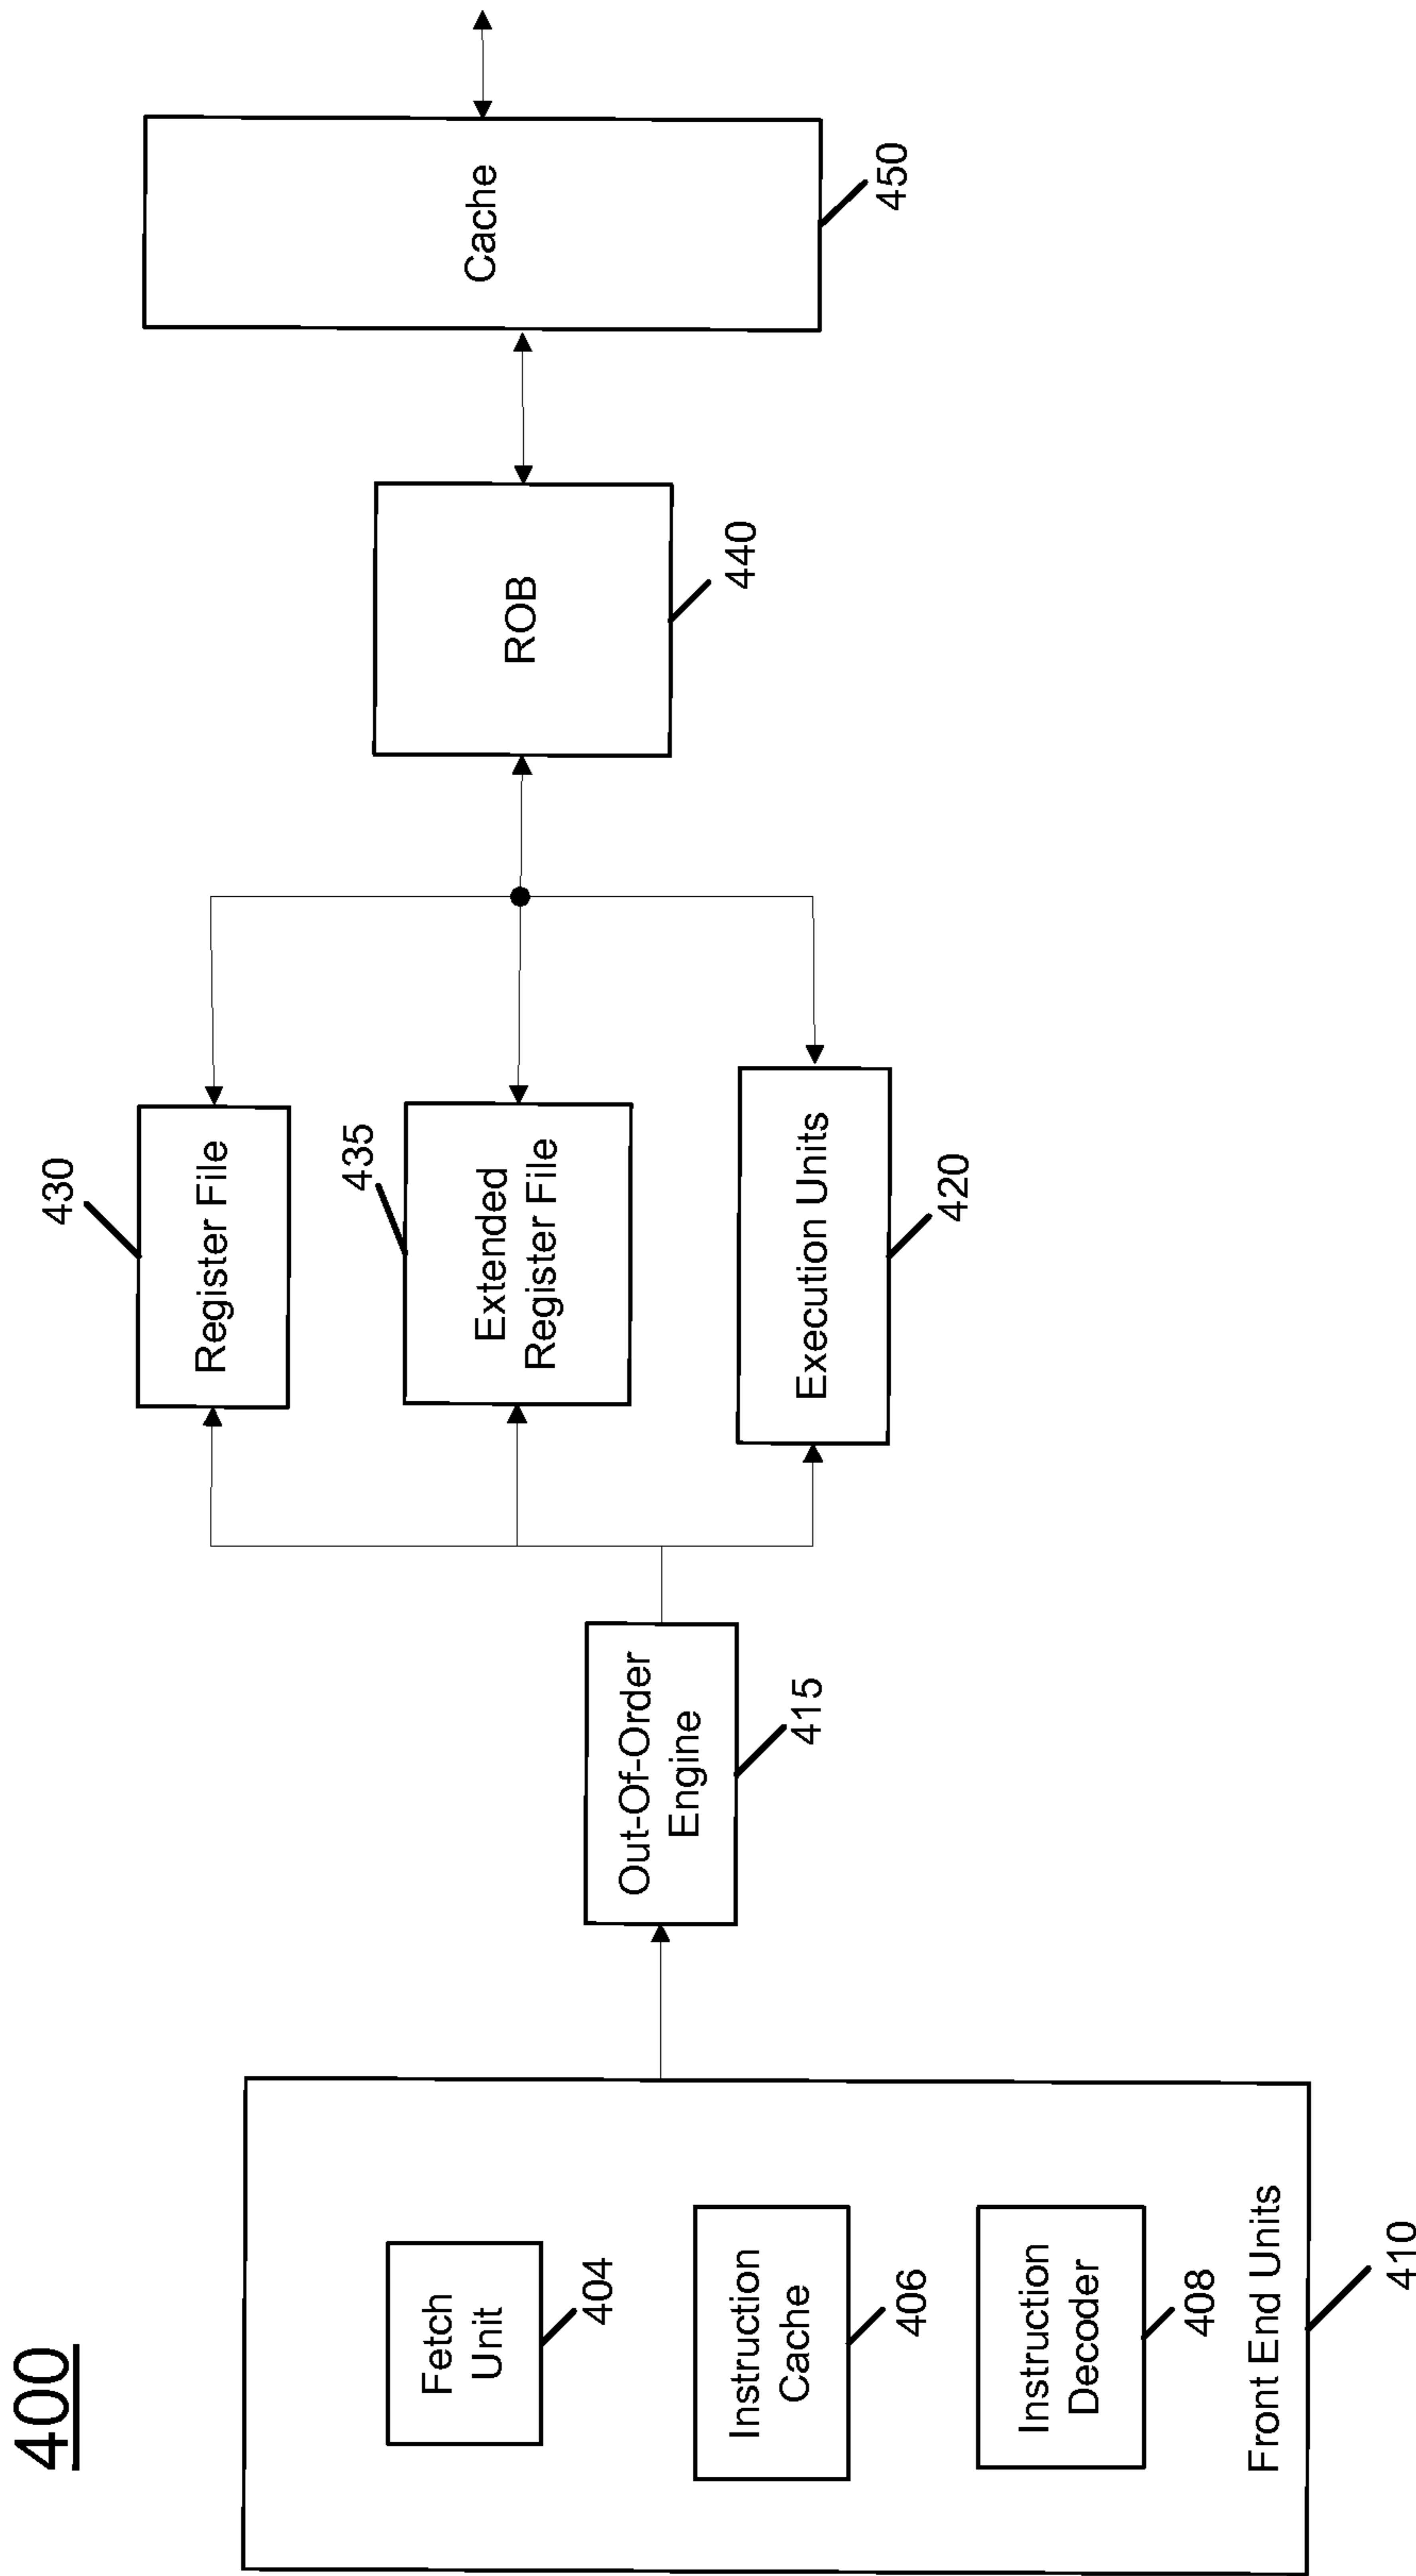 400
Fetch
Unit
404
Instruction
Cache
406
Instruction
Decoder
408
Front End Units
410
Out-Of-Order
Engine
415
430
Register File
435
Extended
Register File
Execution Units
420
ROB
440
Cache
450